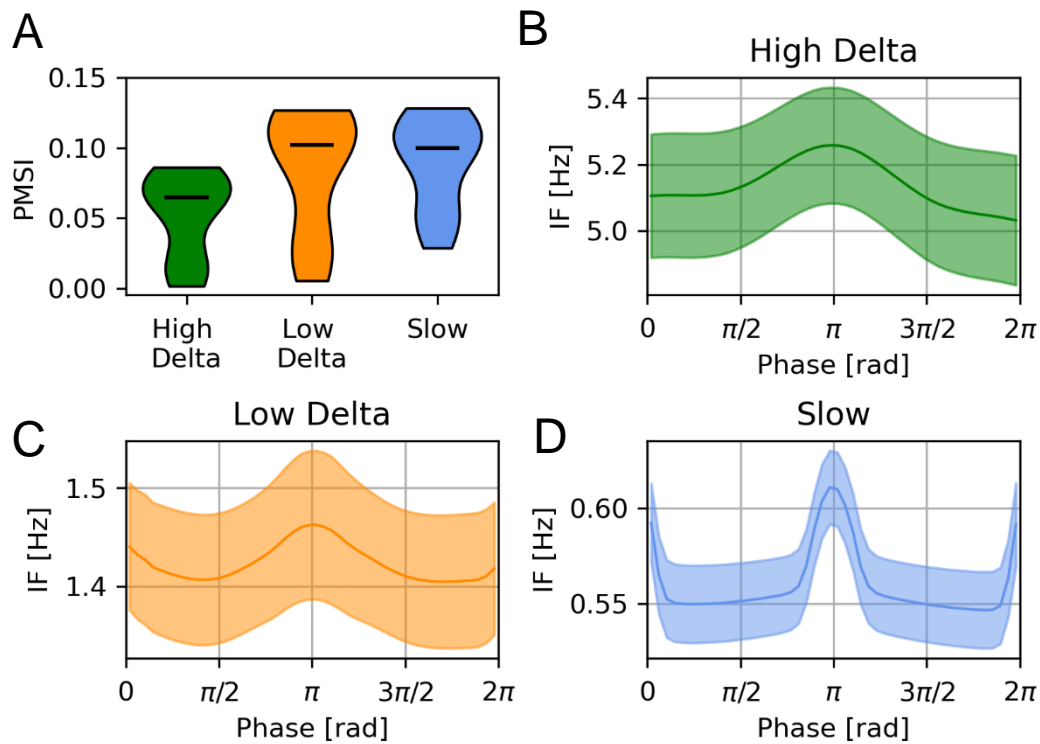 A
0.15
0.10
0.05
0.00
PMSI
High
Delta
Low
Delta
Slow
B
High Delta
5.4
5.2
5.0
IF [Hz]
0
π/2
π
3π/2
2π
Phase [rad]
C
Low Delta
1.5
1.4
IF [Hz]
0
π/2
π
3π/2
2π
Phase [rad]
D
Slow
0.60
0.55
IF [Hz]
0
π/2
π
3π/2
2π
Phase [rad]